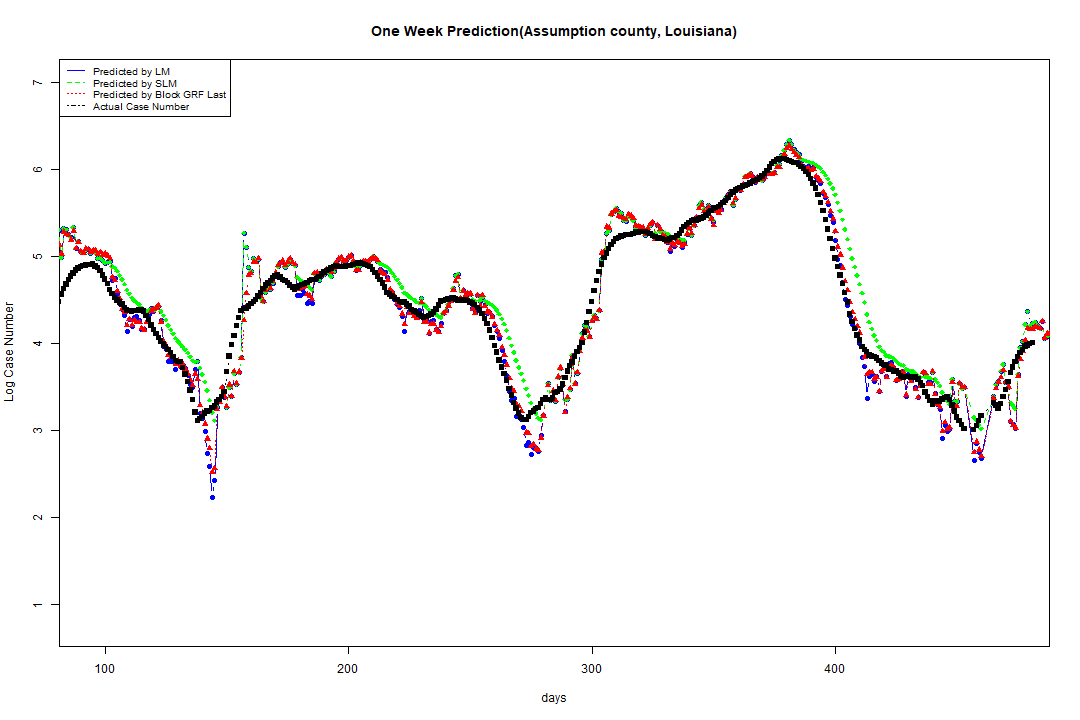 One Week Prediction(Assumption county, Louisiana)
Predicted by LM
Predicted by SLM
Predicted by Block GRF Last
Actual Case Number
7
6
5
4
3
2
1
Log Case Number
100
200
300
400
days